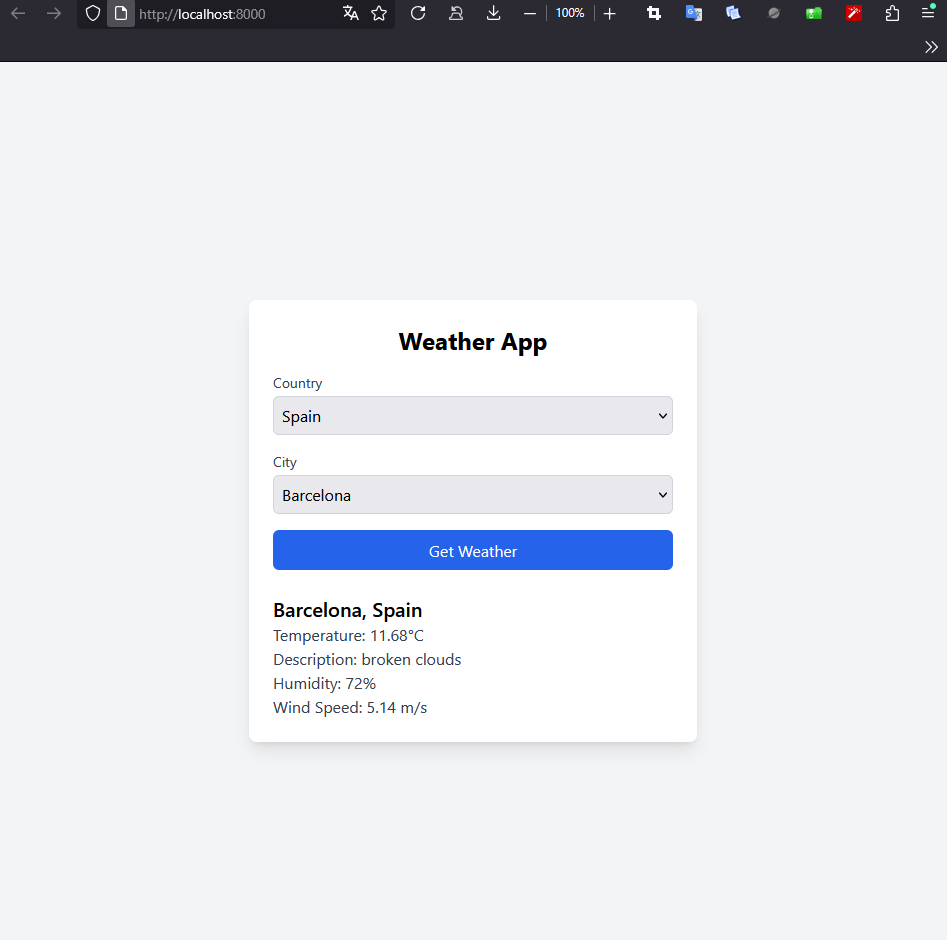 http://localhost:8000
100%
Weather App
Country
Spain
City
Barcelona
Get Weather
Barcelona, Spain
Temperature: 11.68°C
Description: broken clouds
Humidity: 72%
Wind Speed: 5.14 m/s